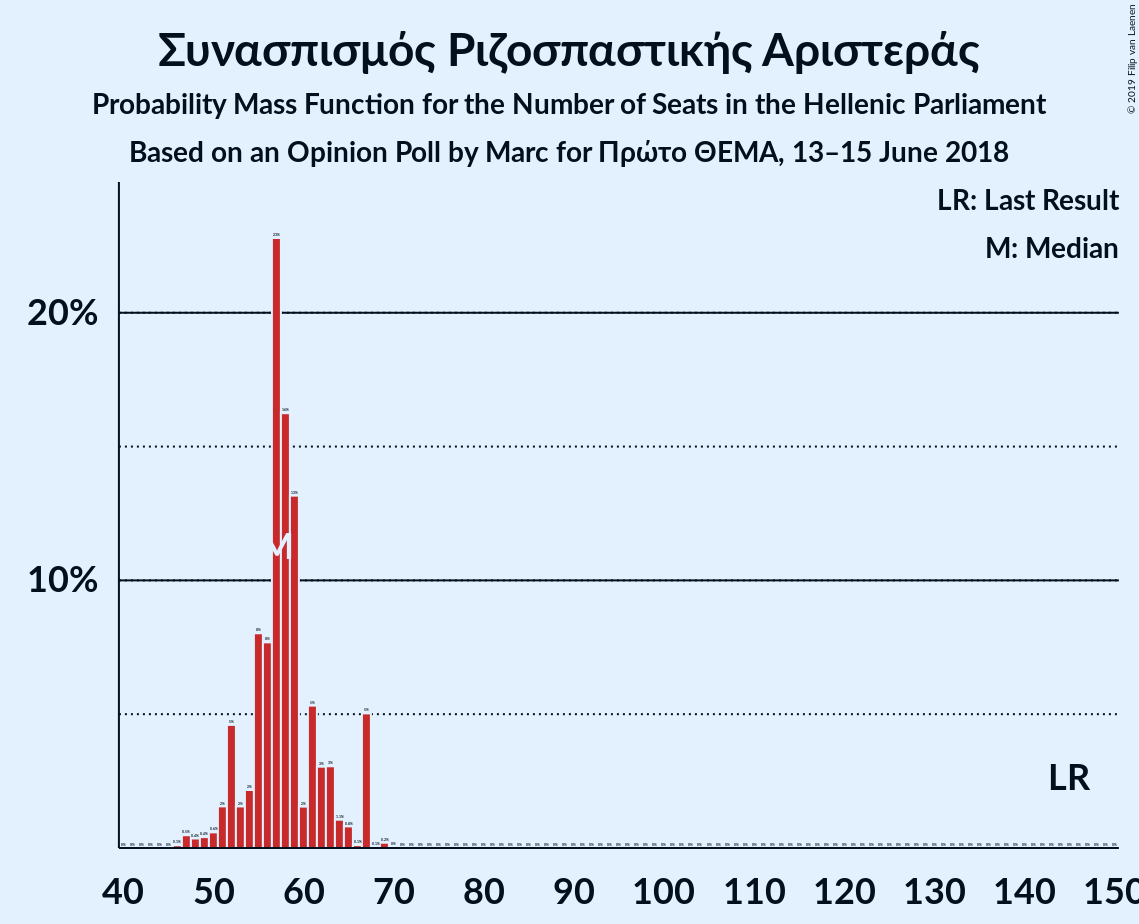 Συνασπισμός Ριζοσπαστικής Αριστεράς
Probability Mass Function for the Number of Seats in the Hellenic Parliament
Based on an Opinion Poll by Marc for Πρώτο ΘΕΜΑ, 13–15 June 2018
© 2019 Filip van Laenen
LR: Last Result
M: Median
20%
10%
M
LR
40 50 60 70 80 90 100 110 120 130 140 150